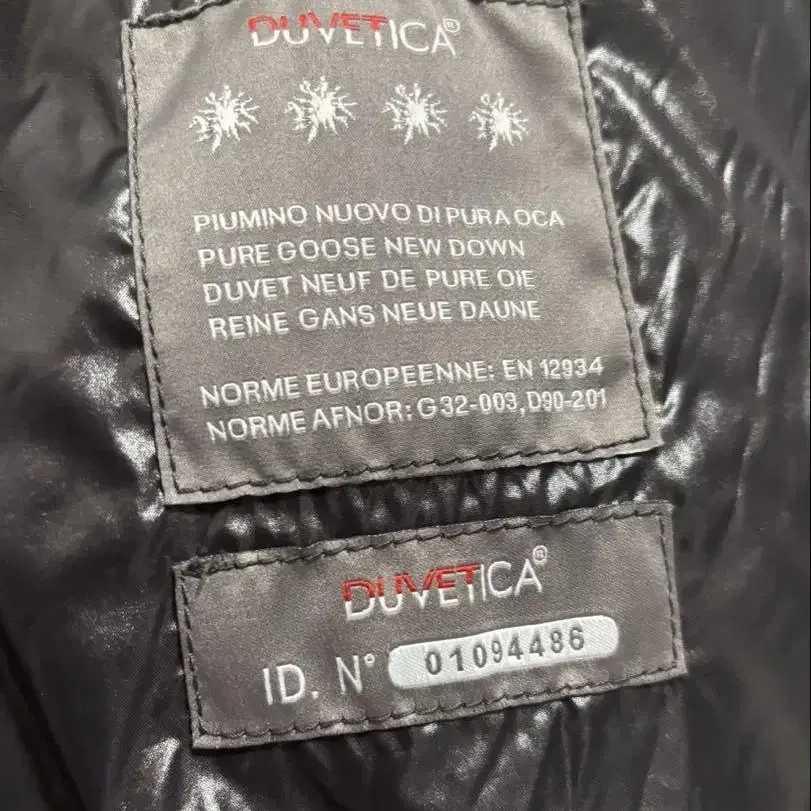 DUVETICA®
PIUMINO NUOVO DI PURA OCA
PURE GOOSE NEW DOWN
DUVET NEUF DE PURE OIE
REINE GANS NEUE DAUNE
NORME EUROPEENNE: EN 12934
NORME AFNOR: G32-003, D90-201
DUVETICA®
ID. N° 01094486